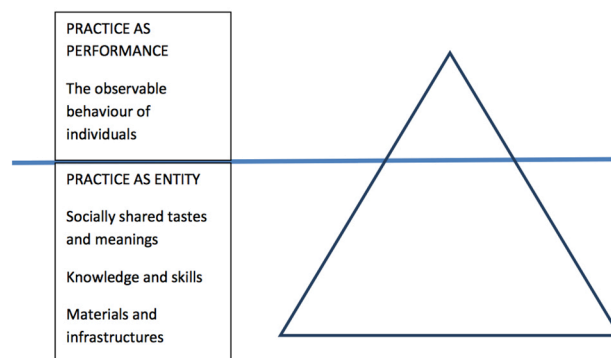 PRACTICE AS
PERFORMANCE
The observable
behaviour of
individuals
PRACTICE AS ENTITY
Socially shared tastes
and meanings
Knowledge and skills
Materials and
infrastructures